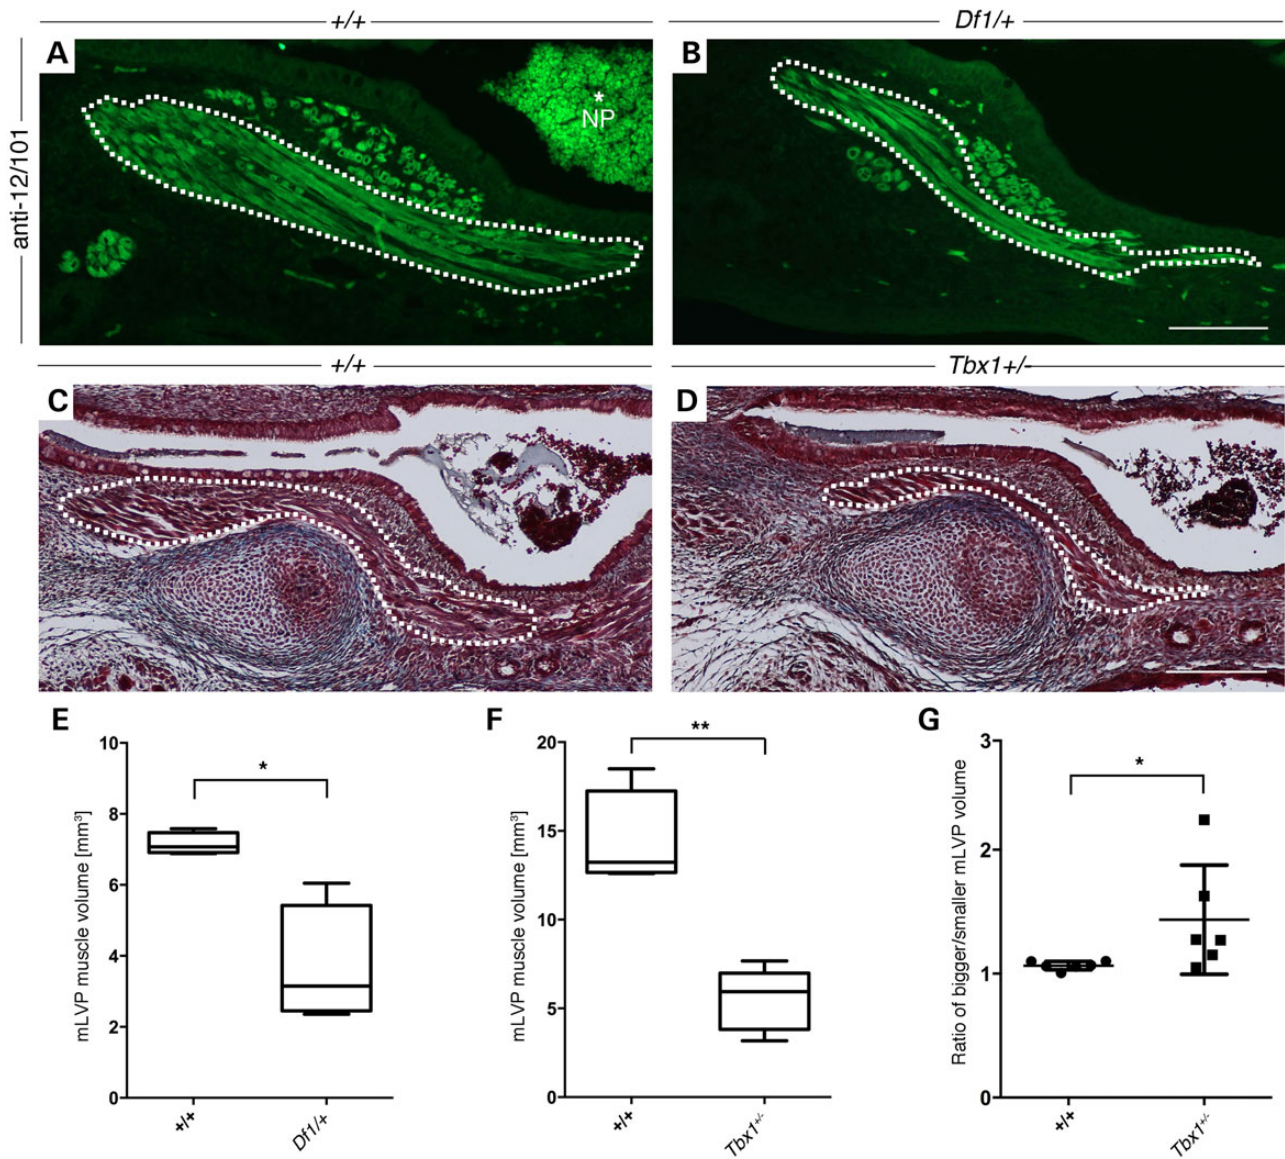 +/+
Df1/+
A
B
*
NP
anti-12/101
+/+
Tbx1+/-
C
D
E
F
G
10
8
6
4
2
0
mLVP muscle volume [mm³]
*
+/+
Df1/+
20
15
10
5
0
mLVP muscle volume [mm³]
**
+/+
Tbx1+/-
3
2
1
0
Ratio of bigger/smaller mLVP volume
*
+/+
Tbx1+/-